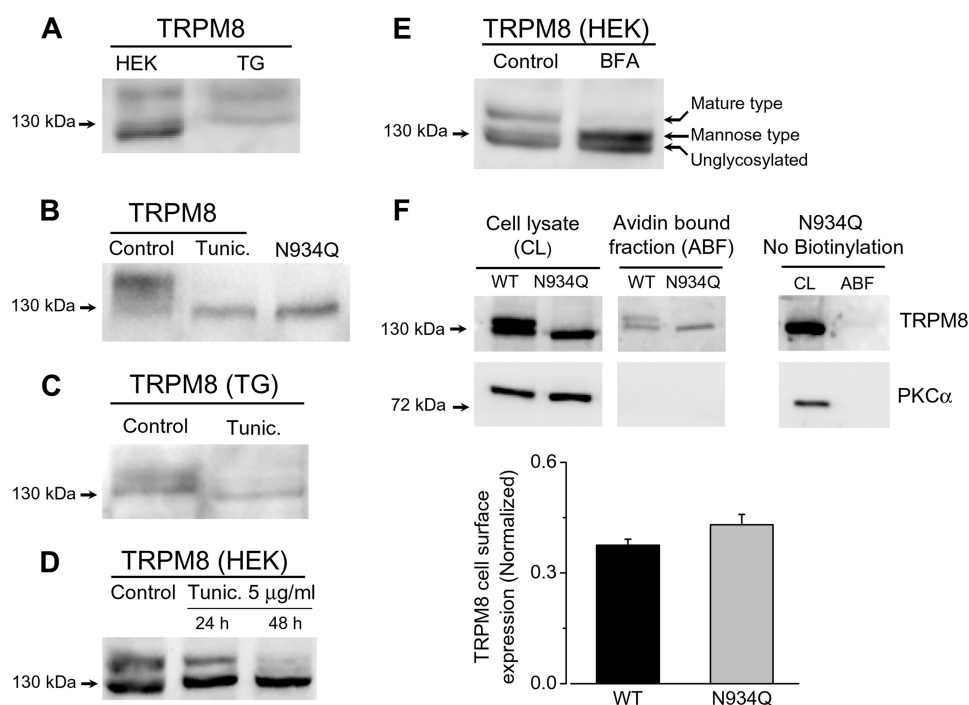 A
TRPM8
HEK TG
130 kDa
B
TRPM8
Control Tunic. N934Q
130 kDa
C
TRPM8 (TG)
Control Tunic.
130 kDa
D
TRPM8 (HEK)
Control Tunic. 5 µg/ml
24 h 48 h
130 kDa
E
TRPM8 (HEK)
Control BFA
130 kDa
Mature type
Mannose type
Unglycosylated
F
Cell lysate
(CL)
Avidin bound
fraction (ABF)
N934Q
No Biotinylation
WT N934Q WT N934Q CL ABF
130 kDa
TRPM8
72 kDa
PKCα
TRPM8 cell surface
expression (Normalized)
0.6
0.3
0.0
WT N934Q